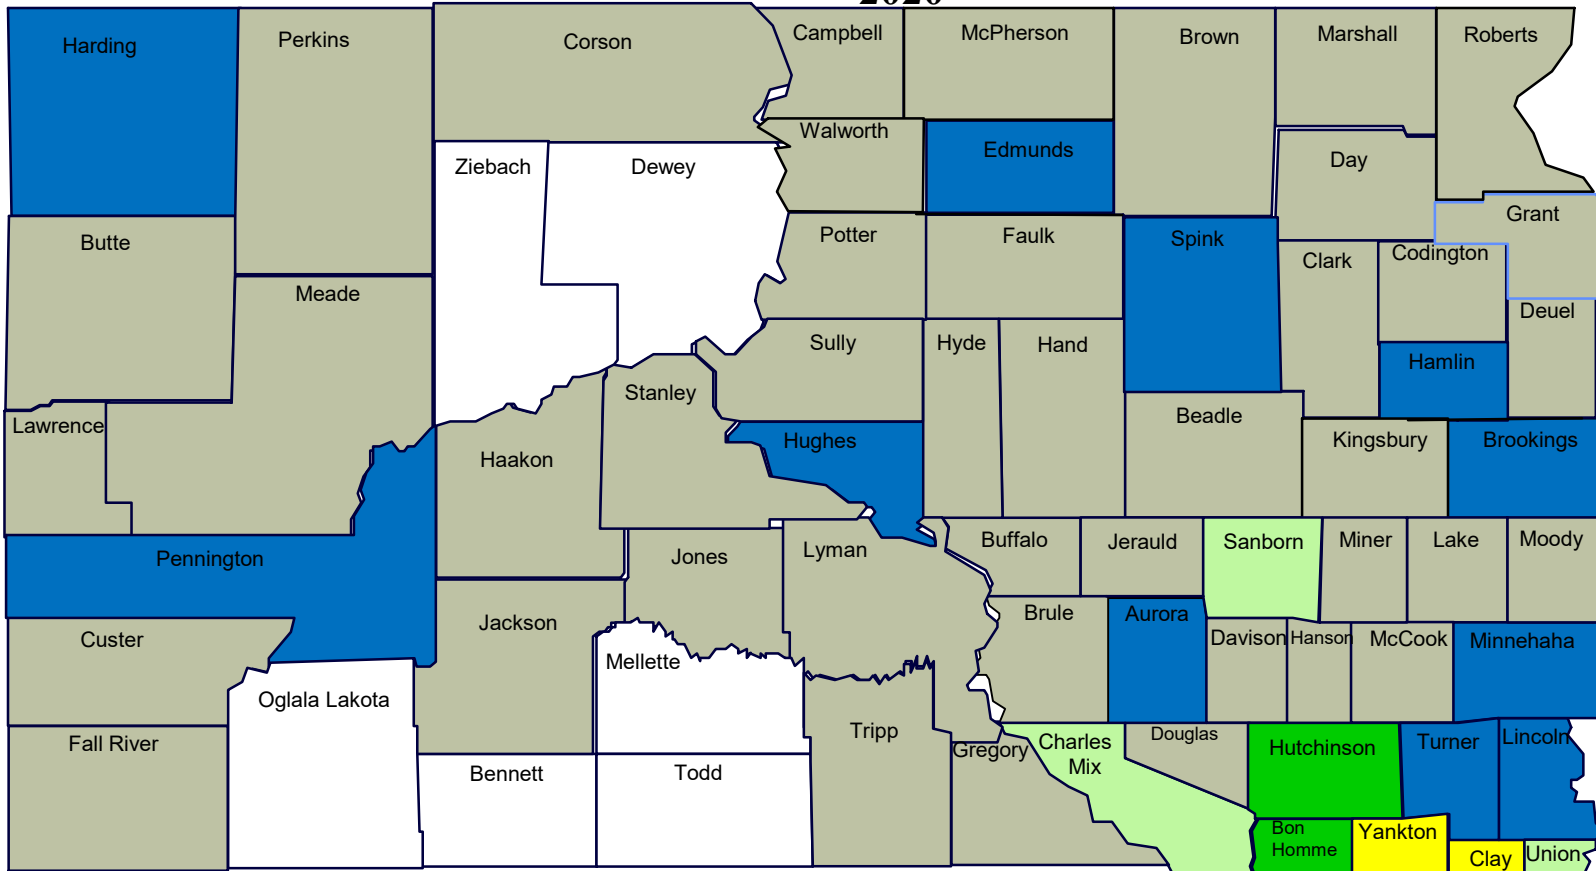 2020
Harding
Perkins
Corson
Campbell
McPherson
Brown
Marshall
Roberts
Walworth
Edmunds
Day
Ziebach
Dewey
Grant
Butte
Potter
Faulk
Spink
Clark
Codington
Meade
Deuel
Sully
Hyde
Hand
Hamlin
Stanley
Lawrence
Beadle
Haakon
Hughes
Kingsbury
Brookings
Pennington
Jones
Lyman
Buffalo
Jerauld
Sanborn
Miner
Lake
Moody
Custer
Jackson
Brule
Aurora
Davison
Hanson
McCook
Minnehaha
Mellette
Oglala Lakota
Fall River
Tripp
Gregory
Charles
Mix
Douglas
Hutchinson
Turner
Lincoln
Bennett
Todd
Bon
Homme
Yankton
Clay
Union